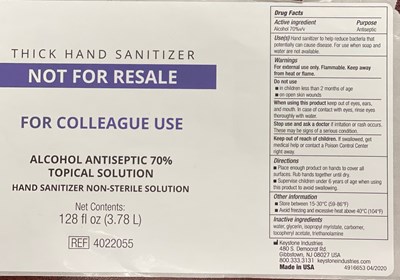 THICK HAND SANITIZER
NOT FOR RESALE
FOR COLLEAGUE USE
ALCOHOL ANTISEPTIC 70%
TOPICAL SOLUTION
HAND SANITIZER NON-STERILE SOLUTION
Net Contents:
128 fl oz (3.78 L)
REF 4022055
Drug Facts
Active ingredient Purpose
Alcohol 70%v/v Antiseptic
Use(s) Hand sanitizer to help reduce bacteria that
potentially can cause disease. For use when soap and
water are not available.
Warnings
For external use only. Flammable. Keep away
from heat or flame.
Do not use
■ in children less than 2 months of age
■ on open skin wounds
When using this product keep out of eyes, ears,
and mouth. In case of contact with eyes, rinse eyes
thoroughly with water.
Stop use and ask a doctor if irritation or rash occurs.
These may be signs of a serious condition.
Keep out of reach of children. If swallowed, get
medical help or contact a Poison Control Center
right away.
Directions
■ Place enough product on hands to cover all
surfaces. Rub hands together until dry.
■ Supervise children under 6 years of age when using
this product to avoid swallowing.
Other information
■ Store between 15-30°C (59-86°F)
■ Avoid freezing and excessive heat above 40°C (104°F)
Inactive ingredients
water, glycerin, isopropyl myristate, carbomer,
tocopheryl acetate, triethanolamine
Keystone Industries
480 S. Democrat Rd
Gibbstown, NJ 08027 USA
800.333.3131 keystoneindustries.com
Made in USA 4916653 04/2020